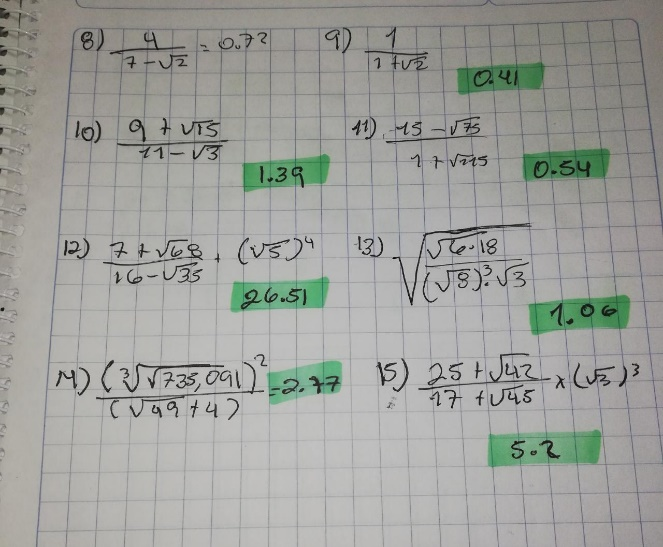 8) 4 / 7 - √2 = 0.72 9) 1 / 1 + √2 0.41
10) 9 + √15 / 11 - √3 1.39 11) 15 - √75 / 1 + √115 0.54
12) 7 + √68 / 16 - √35 + (√5)⁴ 26.51 13) √(√6 · 18 / (√8)³ · √3) 1.06
14) (∛√735,091)² / (√49 + 4) = 2.77 15) 25 + √42 / 17 + √45 × (√3)³ 5.2